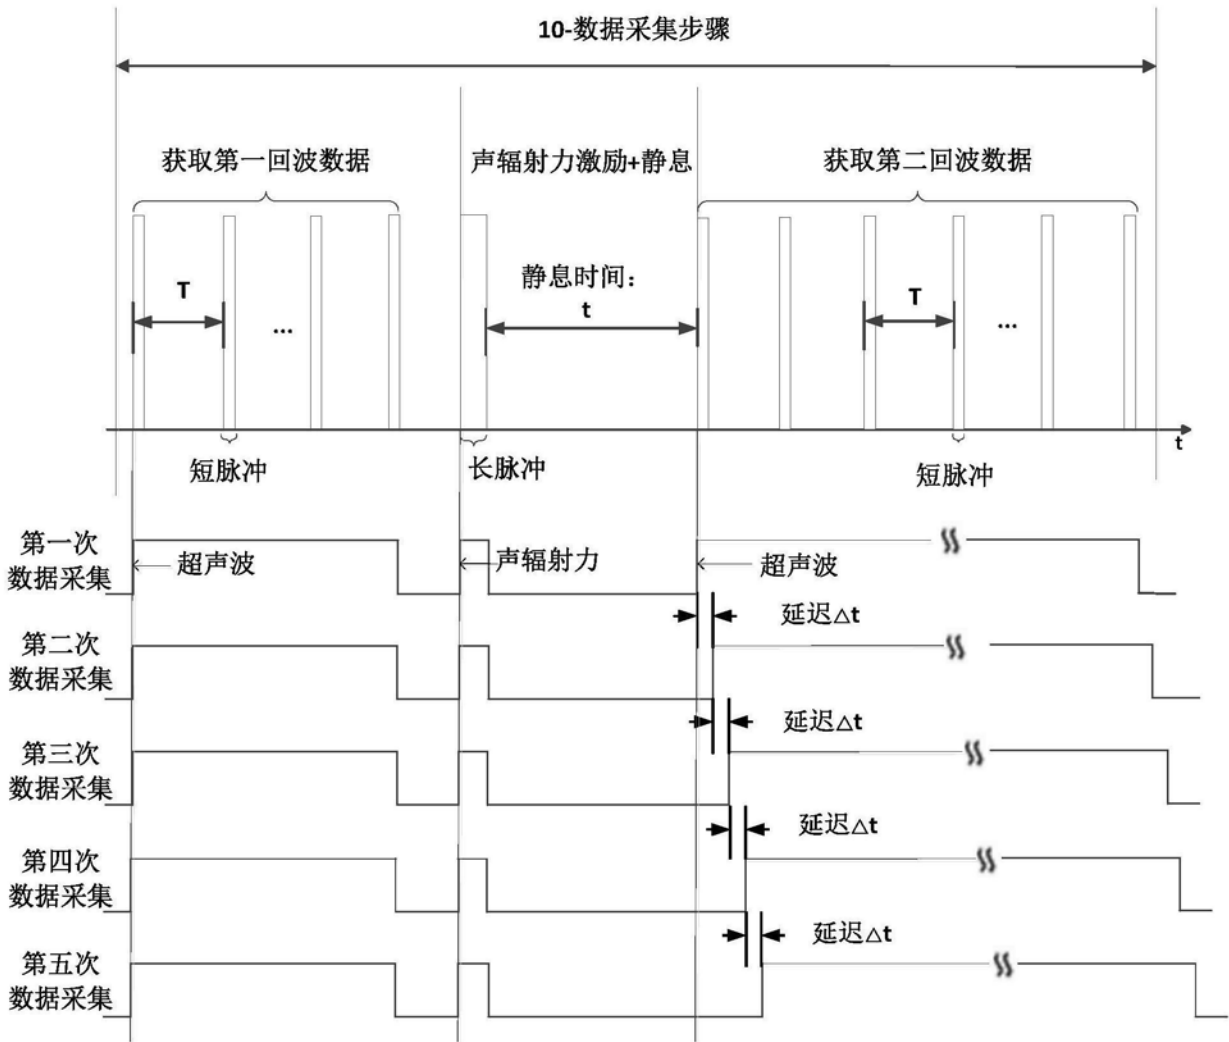 10-数据采集步骤
获取第一回波数据
声辐射力激励+静息
获取第二回波数据
静息时间：
T
...
t
T
...
t
短脉冲
长脉冲
短脉冲
第一次
数据采集
超声波
声辐射力
超声波
延迟△t
第二次
数据采集
延迟△t
第三次
数据采集
延迟△t
第四次
数据采集
延迟△t
第五次
数据采集